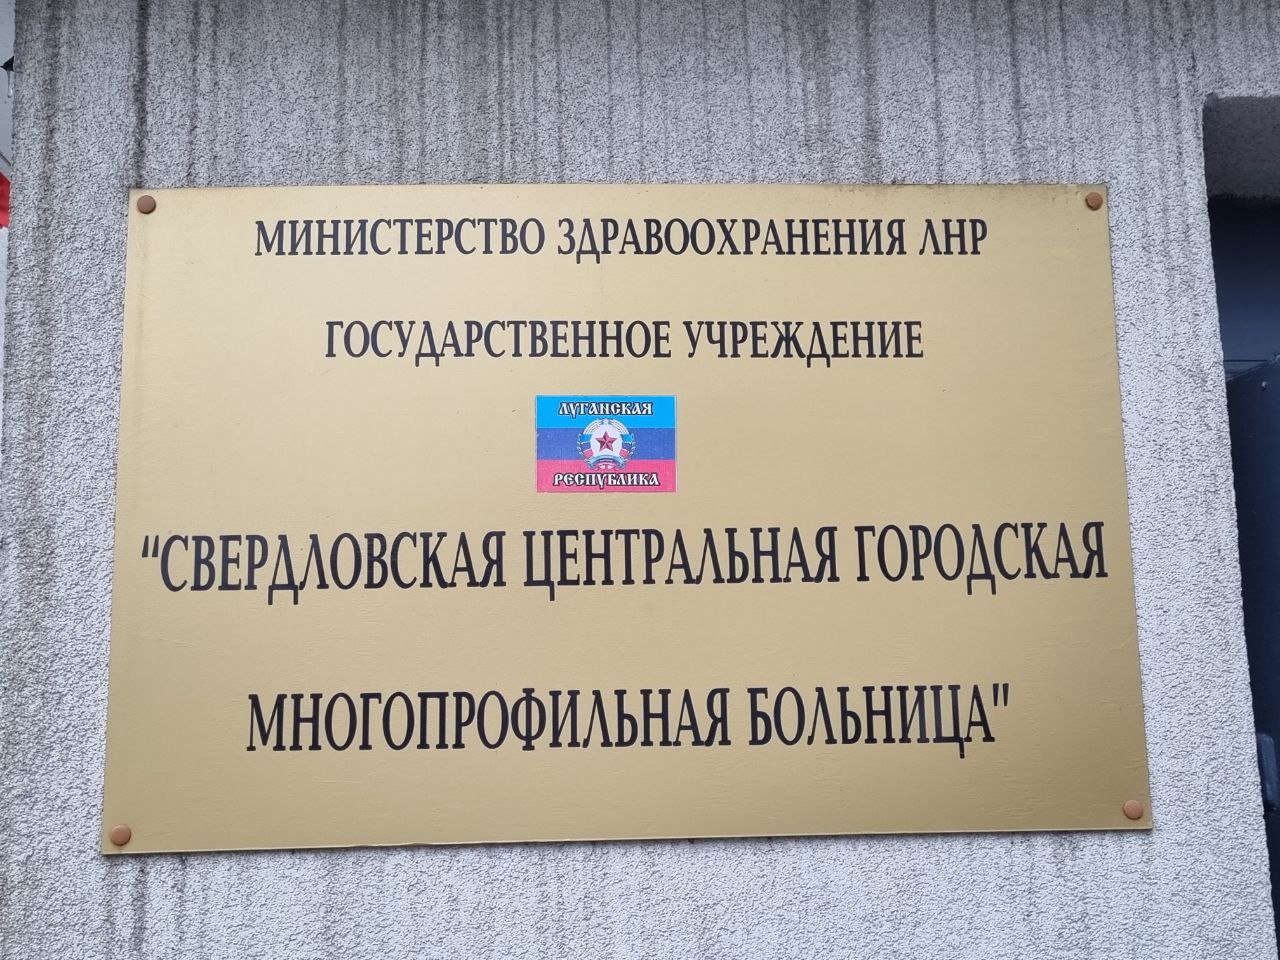 МИНИСТЕРСТВО ЗДРАВООХРАНЕНИЯ ЛНР
ГОСУДАРСТВЕННОЕ УЧРЕЖДЕНИЕ
ЛУГАНСКАЯ
РЕСПУБЛИКА
"СВЕРДЛОВСКАЯ ЦЕНТРАЛЬНАЯ ГОРОДСКАЯ
МНОГОПРОФИЛЬНАЯ БОЛЬНИЦА"